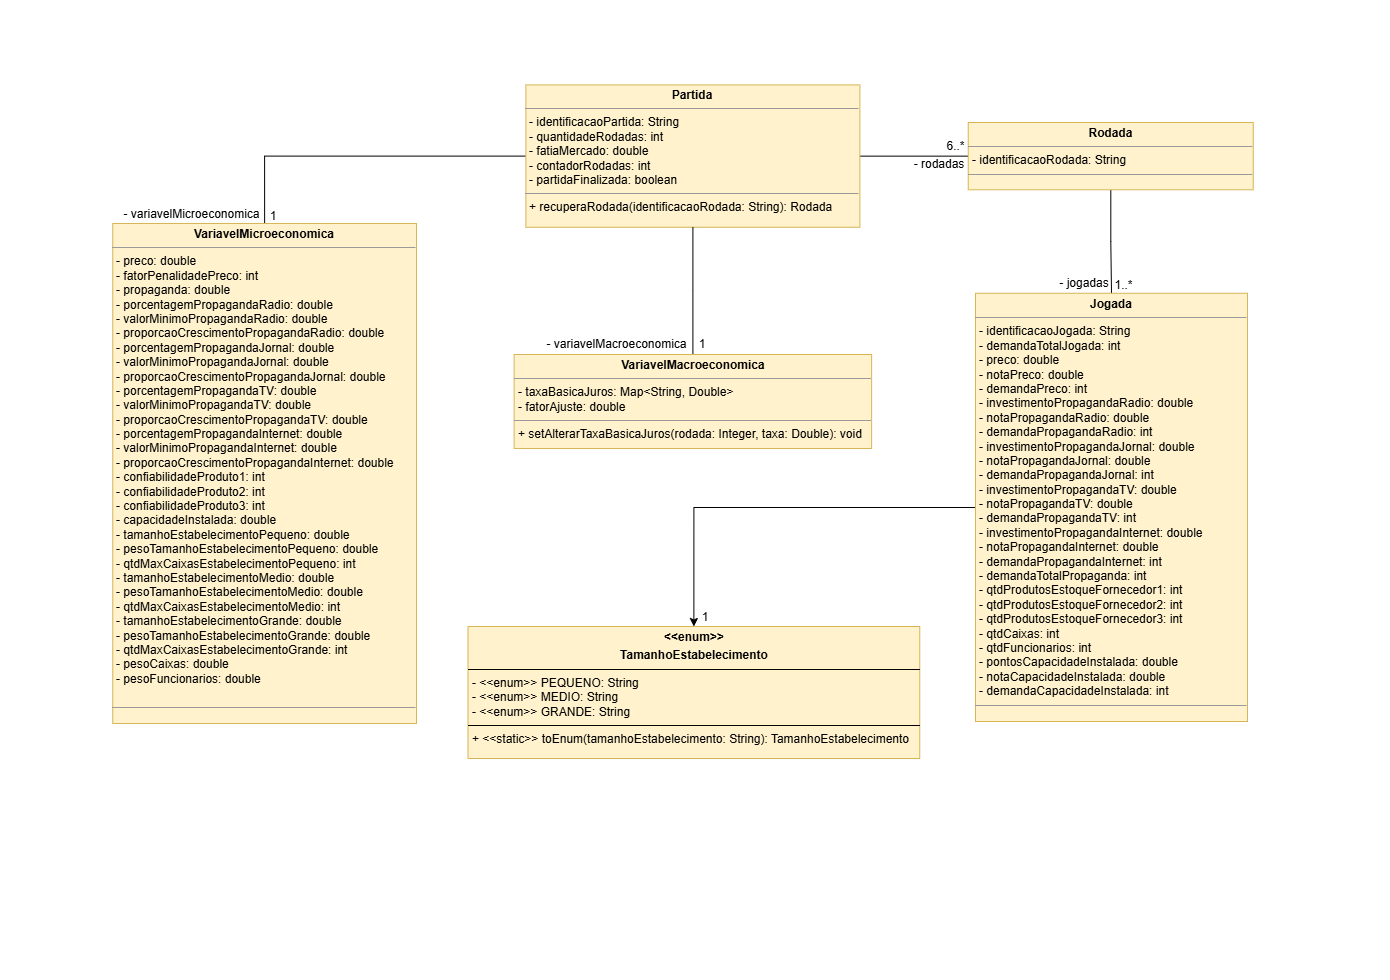 Partida
- identificacaoPartida: String
- quantidadeRodadas: int
- fatiaMercado: double
- contadorRodadas: int
- partidaFinalizada: boolean
+ recuperaRodada(identificacaoRodada: String): Rodada
6..*
- rodadas
Rodada
- identificacaoRodada: String
- variavelMicroeconomica
1
VariavelMicroeconomica
- preco: double
- fatorPenalidadePreco: int
- propaganda: double
- porcentagemPropagandaRadio: double
- valorMinimoPropagandaRadio: double
- proporcaoCrescimentoPropagandaRadio: double
- porcentagemPropagandaJornal: double
- valorMinimoPropagandaJornal: double
- proporcaoCrescimentoPropagandaJornal: double
- porcentagemPropagandaTV: double
- valorMinimoPropagandaTV: double
- proporcaoCrescimentoPropagandaTV: double
- porcentagemPropagandaInternet: double
- valorMinimoPropagandaInternet: double
- proporcaoCrescimentoPropagandaInternet: double
- confiabilidadeProduto1: int
- confiabilidadeProduto2: int
- confiabilidadeProduto3: int
- capacidadeInstalada: double
- tamanhoEstabelecimentoPequeno: double
- pesoTamanhoEstabelecimentoPequeno: double
- qtdMaxCaixasEstabelecimentoPequeno: int
- tamanhoEstabelecimentoMedio: double
- pesoTamanhoEstabelecimentoMedio: double
- qtdMaxCaixasEstabelecimentoMedio: int
- tamanhoEstabelecimentoGrande: double
- pesoTamanhoEstabelecimentoGrande: double
- qtdMaxCaixasEstabelecimentoGrande: int
- pesoCaixas: double
- pesoFuncionarios: double
- variavelMacroeconomica
1
VariavelMacroeconomica
- taxaBasicaJuros: Map<String, Double>
- fatorAjuste: double
+ setAlterarTaxaBasicaJuros(rodada: Integer, taxa: Double): void
- jogadas
1..*
Jogada
- identificacaoJogada: String
- demandaTotalJogada: int
- preco: double
- notaPreco: double
- demandaPreco: int
- investimentoPropagandaRadio: double
- notaPropagandaRadio: double
- demandaPropagandaRadio: int
- investimentoPropagandaJornal: double
- notaPropagandaJornal: double
- demandaPropagandaJornal: int
- investimentoPropagandaTV: double
- notaPropagandaTV: double
- demandaPropagandaTV: int
- investimentoPropagandaInternet: double
- notaPropagandaInternet: double
- demandaPropagandaInternet: int
- demandaTotalPropaganda: int
- qtdProdutosEstoqueFornecedor1: int
- qtdProdutosEstoqueFornecedor2: int
- qtdProdutosEstoqueFornecedor3: int
- qtdCaixas: int
- qtdFuncionarios: int
- pontosCapacidadeInstalada: double
- notaCapacidadeInstalada: double
- demandaCapacidadeInstalada: int
1
<<enum>>
TamanhoEstabelecimento
- <<enum>> PEQUENO: String
- <<enum>> MEDIO: String
- <<enum>> GRANDE: String
+ <<static>> toEnum(tamanhoEstabelecimento: String): TamanhoEstabelecimento